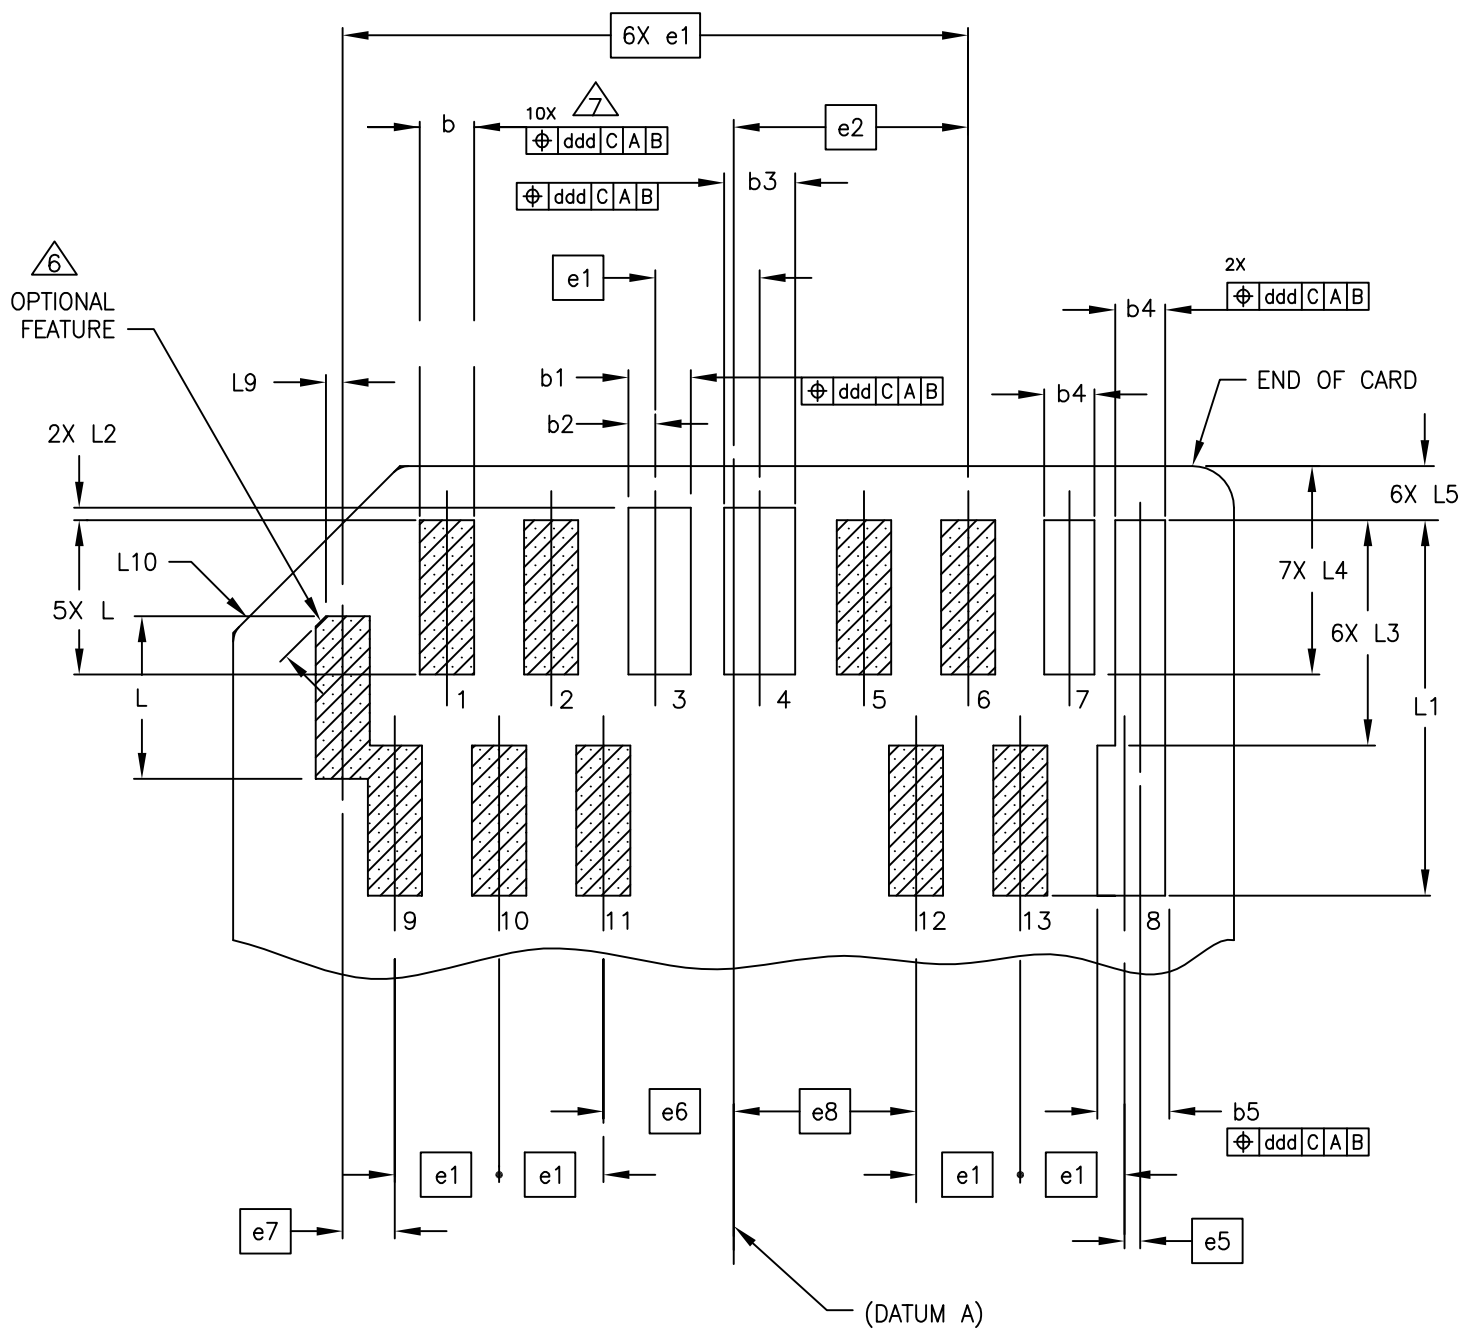 6X e1
b
10X
7
⌖ ddd C A B
e2
⌖ ddd C A B
b3
6
OPTIONAL
FEATURE
e1
2X
⌖ ddd C A B
b4
L9
b1
⌖ ddd C A B
b4
END OF CARD
b2
2X L2
6X L5
L10
5X L
7X L4
6X L3
L
1 2 3 4 5 6 7
L1
9 10 11 12 13 8
e6
e8
b5
⌖ ddd C A B
e1
e1
e1
e1
e7
e5
(DATUM A)